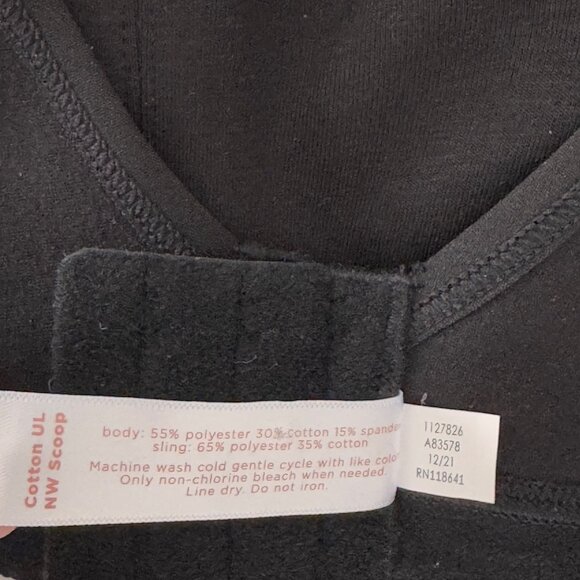 Cotton UL
NW Scoop
body: 55% polyester 30% cotton 15% spande
sling: 65% polyester 35% cotton
Machine wash cold gentle cycle with like colo
Only non-chlorine bleach when needed.
Line dry. Do not iron.
1127826
A83578
12/21
RN118641